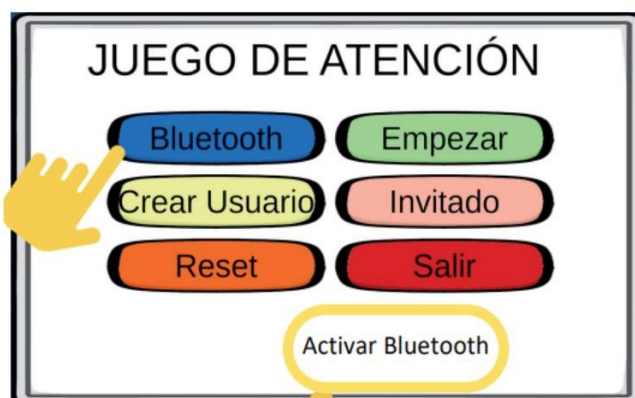 JUEGO DE ATENCIÓN
Bluetooth Empezar
Crear Usuario Invitado
Reset Salir
Activar Bluetooth